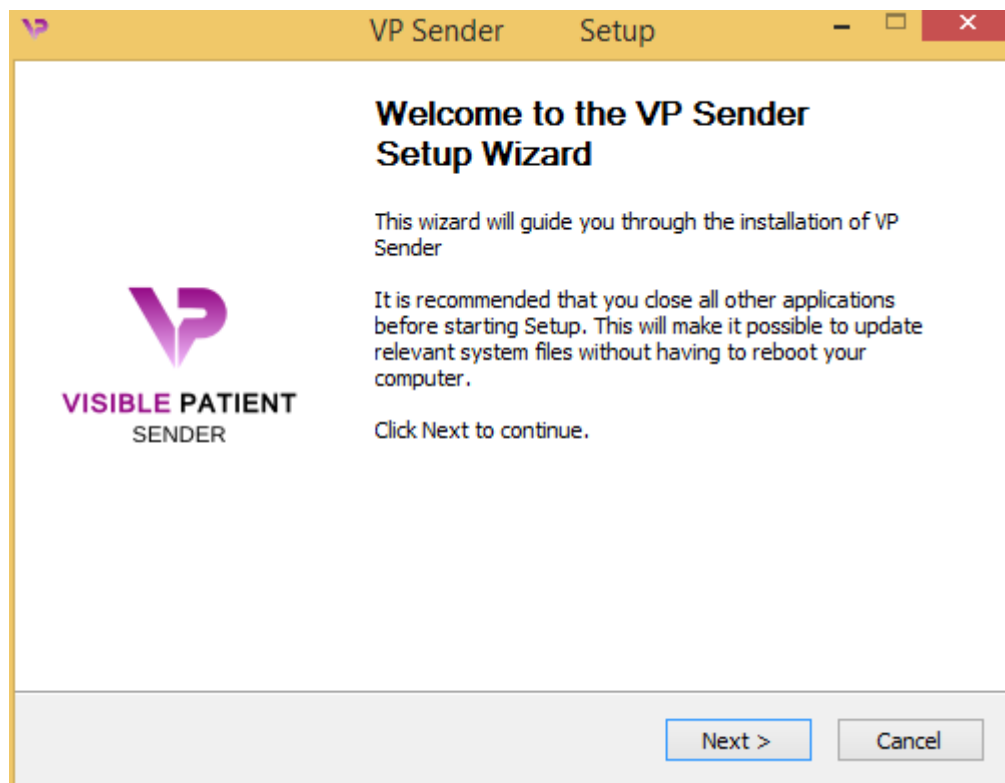 VP Sender Setup
Welcome to the VP Sender
Setup Wizard
This wizard will guide you through the installation of VP
Sender
It is recommended that you close all other applications
before starting Setup. This will make it possible to update
relevant system files without having to reboot your
computer.
Click Next to continue.
VP
VISIBLE PATIENT
SENDER
Next >
Cancel